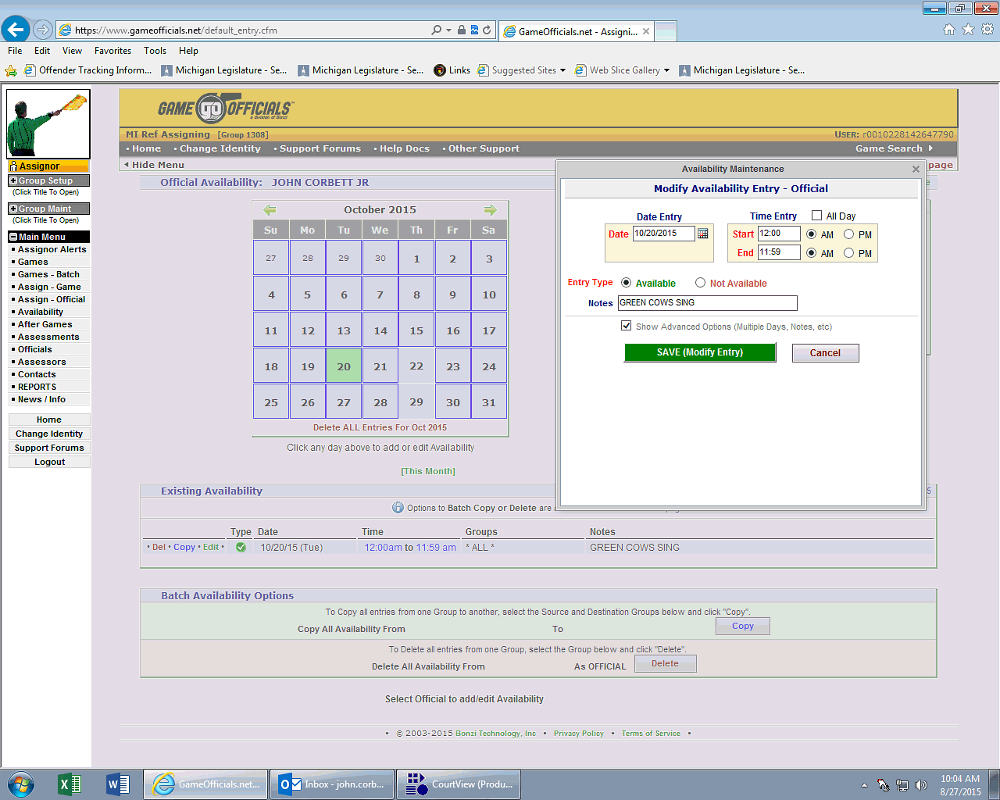 https://www.gameofficials.net/default_entry.cfm
GameOfficials.net - Assigni...
File Edit View Favorites Tools Help
Offender Tracking Inform... Michigan Legislature - Se... Michigan Legislature - Se... Links Suggested Sites Web Slice Gallery Michigan Legislature - Se...
GAME GO OFFICIALS
a division of Bonzi
MI Ref Assigning [Group 1308] USER: r0010228142647790
• Home • Change Identity • Support Forums • Help Docs • Other Support Game Search
Hide Menu
page
Assignor
Group Setup
(Click Title To Open)
Group Maint
(Click Title To Open)
Main Menu
Assignor Alerts
Games
Games - Batch
Assign - Game
Assign - Official
Availability
After Games
Assessments
Officials
Assessors
Contacts
REPORTS
News / Info
Home
Change Identity
Support Forums
Logout
Official Availability: JOHN CORBETT JR
October 2015
Su Mo Tu We Th Fr Sa
27 28 29 30 1 2 3
4 5 6 7 8 9 10
11 12 13 14 15 16 17
18 19 20 21 22 23 24
25 26 27 28 29 30 31
Delete ALL Entries For Oct 2015
Click any day above to add or edit Availability
[This Month]
Availability Maintenance
Modify Availability Entry - Official
Date Entry Time Entry All Day
Date 10/20/2015 Start 12:00 AM PM
End 11:59 AM PM
Entry Type Available Not Available
Notes GREEN COWS SING
Show Advanced Options (Multiple Days, Notes, etc)
SAVE (Modify Entry) Cancel
Existing Availability 5
Options to Batch Copy or Delete are
Type Date Time Groups Notes
• Del • Copy • Edit • 10/20/15 (Tue) 12:00am to 11:59 am * ALL * GREEN COWS SING
Batch Availability Options
To Copy all entries from one Group to another, select the Source and Destination Groups below and click "Copy".
Copy All Availability From To Copy
To Delete all entries from one Group, select the Group below and click "Delete".
Delete All Availability From As OFFICIAL Delete
Select Official to add/edit Availability
• © 2003-2015 Bonzi Technology, Inc • Privacy Policy • Terms of Service •
GameOfficials.net... Inbox - john.corb... CourtView (Produ...
10:04 AM
8/27/2015